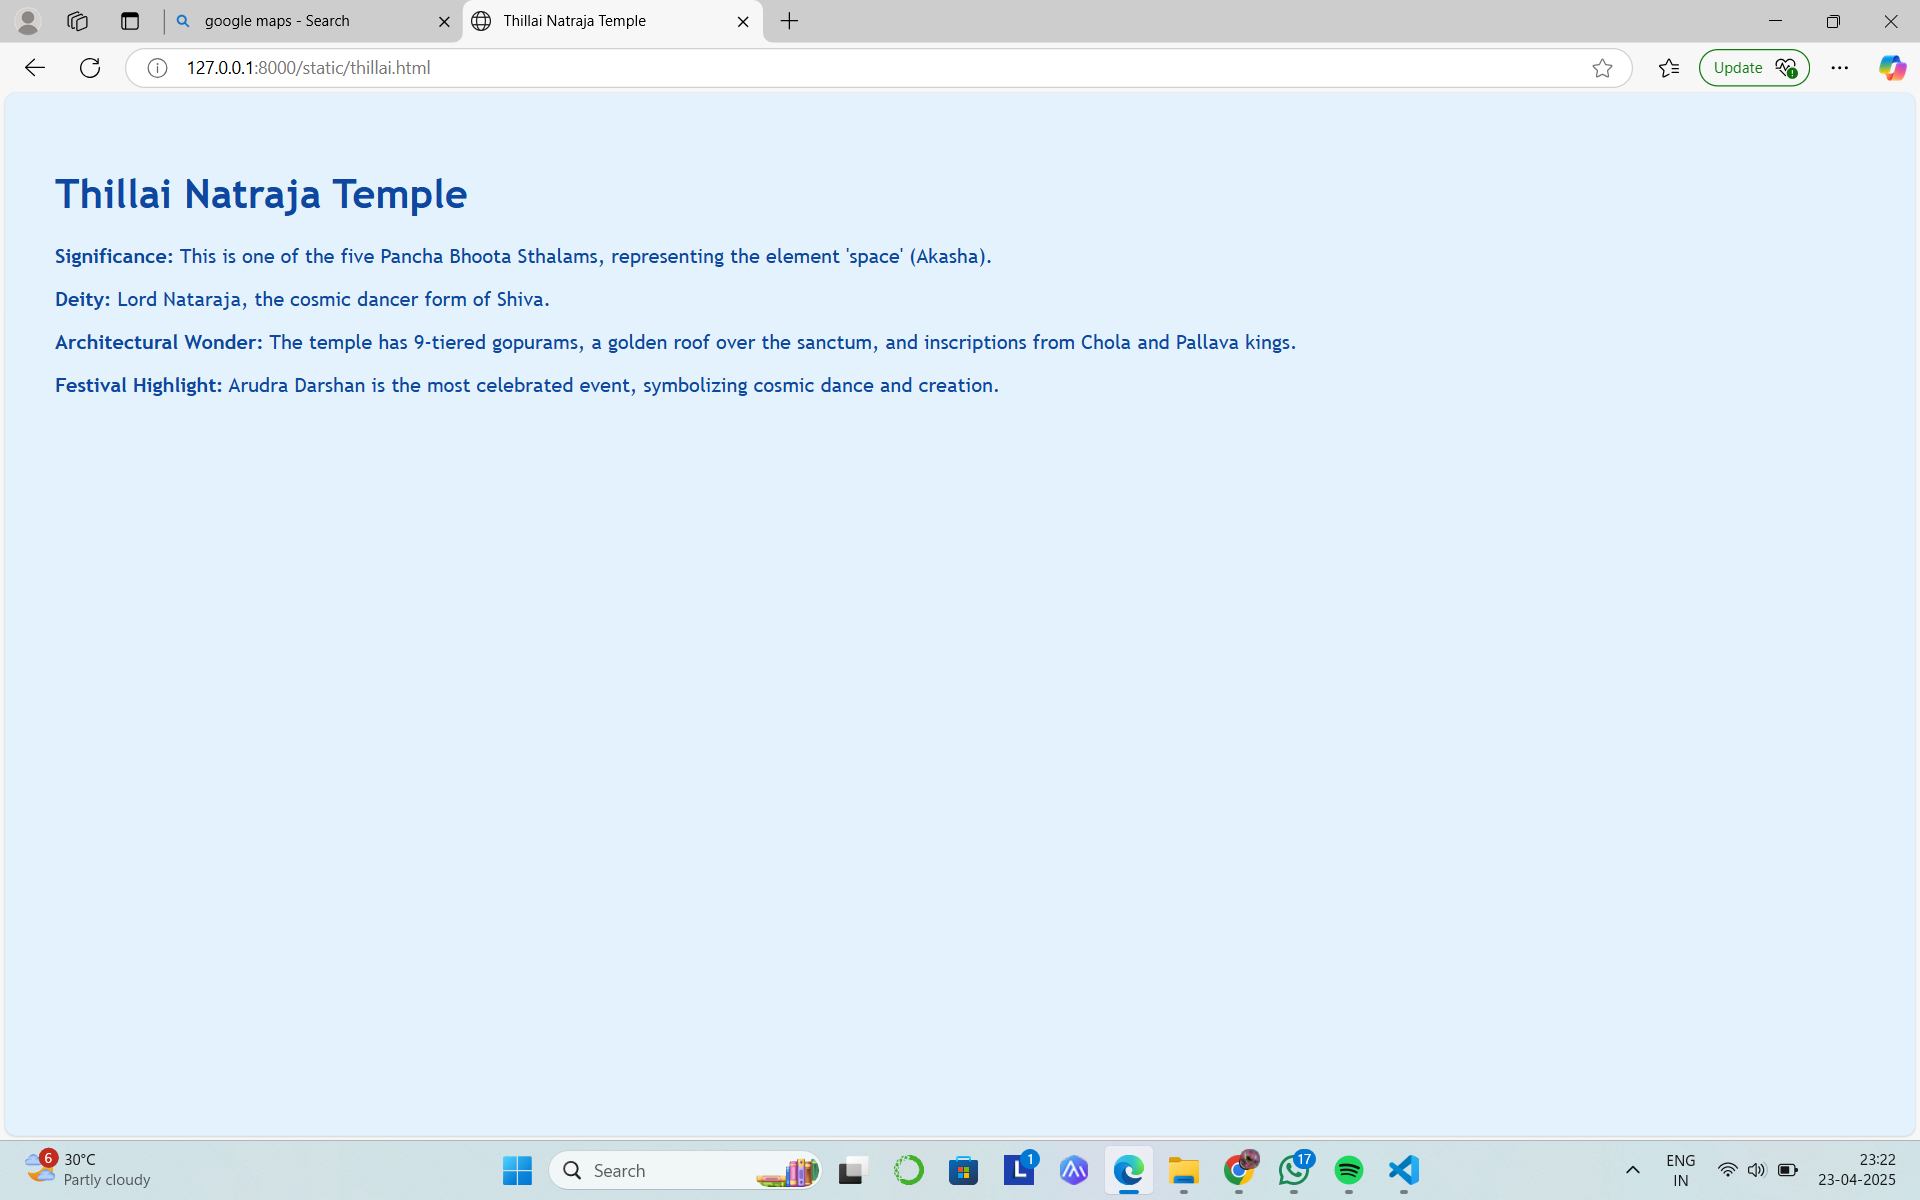 google maps - Search
Thillai Natraja Temple
127.0.0.1:8000/static/thillai.html
Update
Thillai Natraja Temple
Significance: This is one of the five Pancha Bhoota Sthalams, representing the element 'space' (Akasha).
Deity: Lord Nataraja, the cosmic dancer form of Shiva.
Architectural Wonder: The temple has 9-tiered gopurams, a golden roof over the sanctum, and inscriptions from Chola and Pallava kings.
Festival Highlight: Arudra Darshan is the most celebrated event, symbolizing cosmic dance and creation.
6
30°C
Partly cloudy
Search
L
1
17
ENG
IN
23:22
23-04-2025